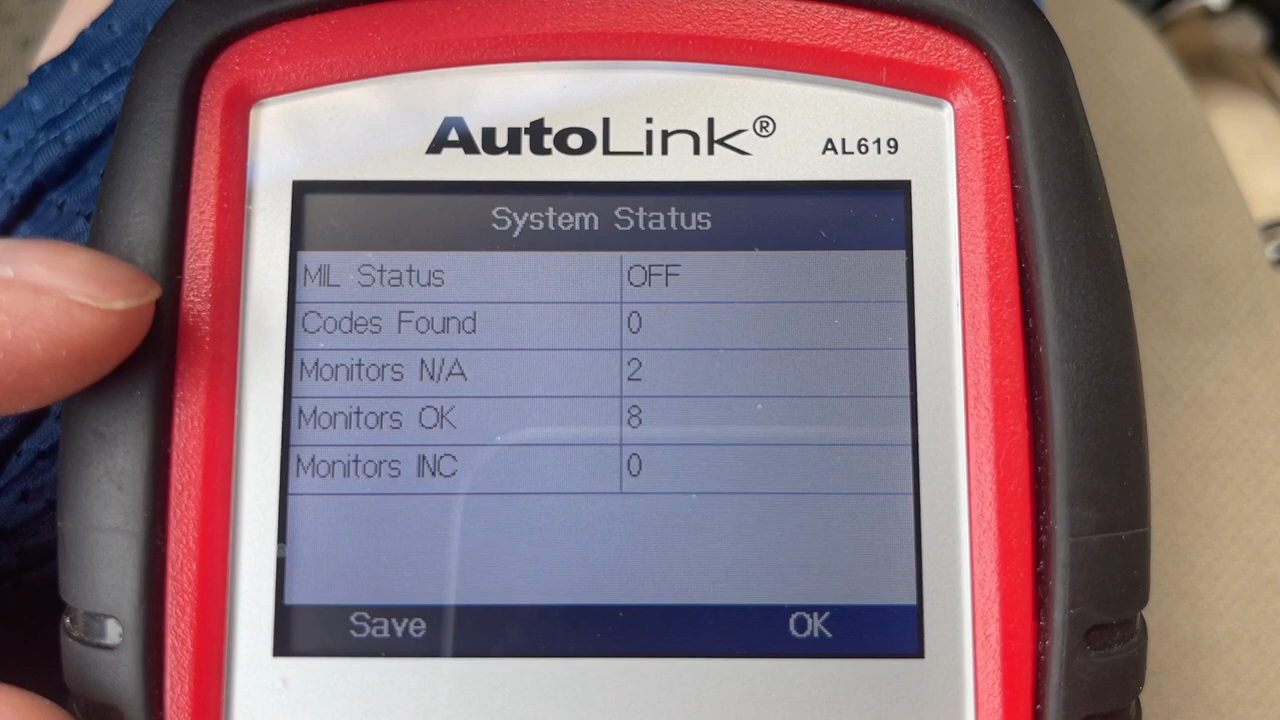 AutoLink®
AL619
System Status
MIL Status OFF
Codes Found 0
Monitors N/A 2
Monitors OK 8
Monitors INC 0
Save OK